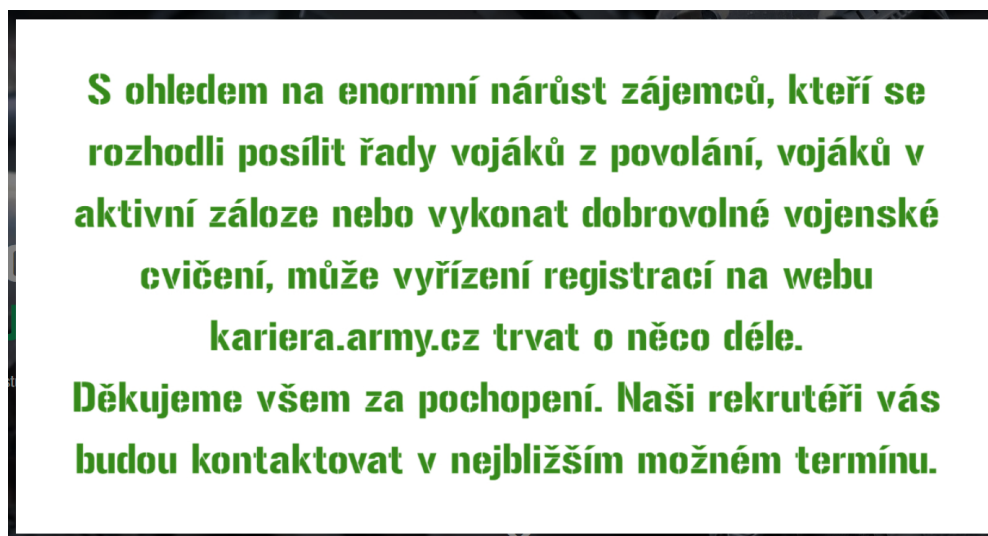 S ohledem na enormní nárůst zájemců, kteří se
rozhodli posílit řady vojáků z povolání, vojáků v
aktivní záloze nebo vykonat dobrovolné vojenské
cvičení, může vyřízení registrací na webu
kariera.army.cz trvat o něco déle.
Děkujeme všem za pochopení. Naši rekrutéři vás
budou kontaktovat v nejbližším možném termínu.